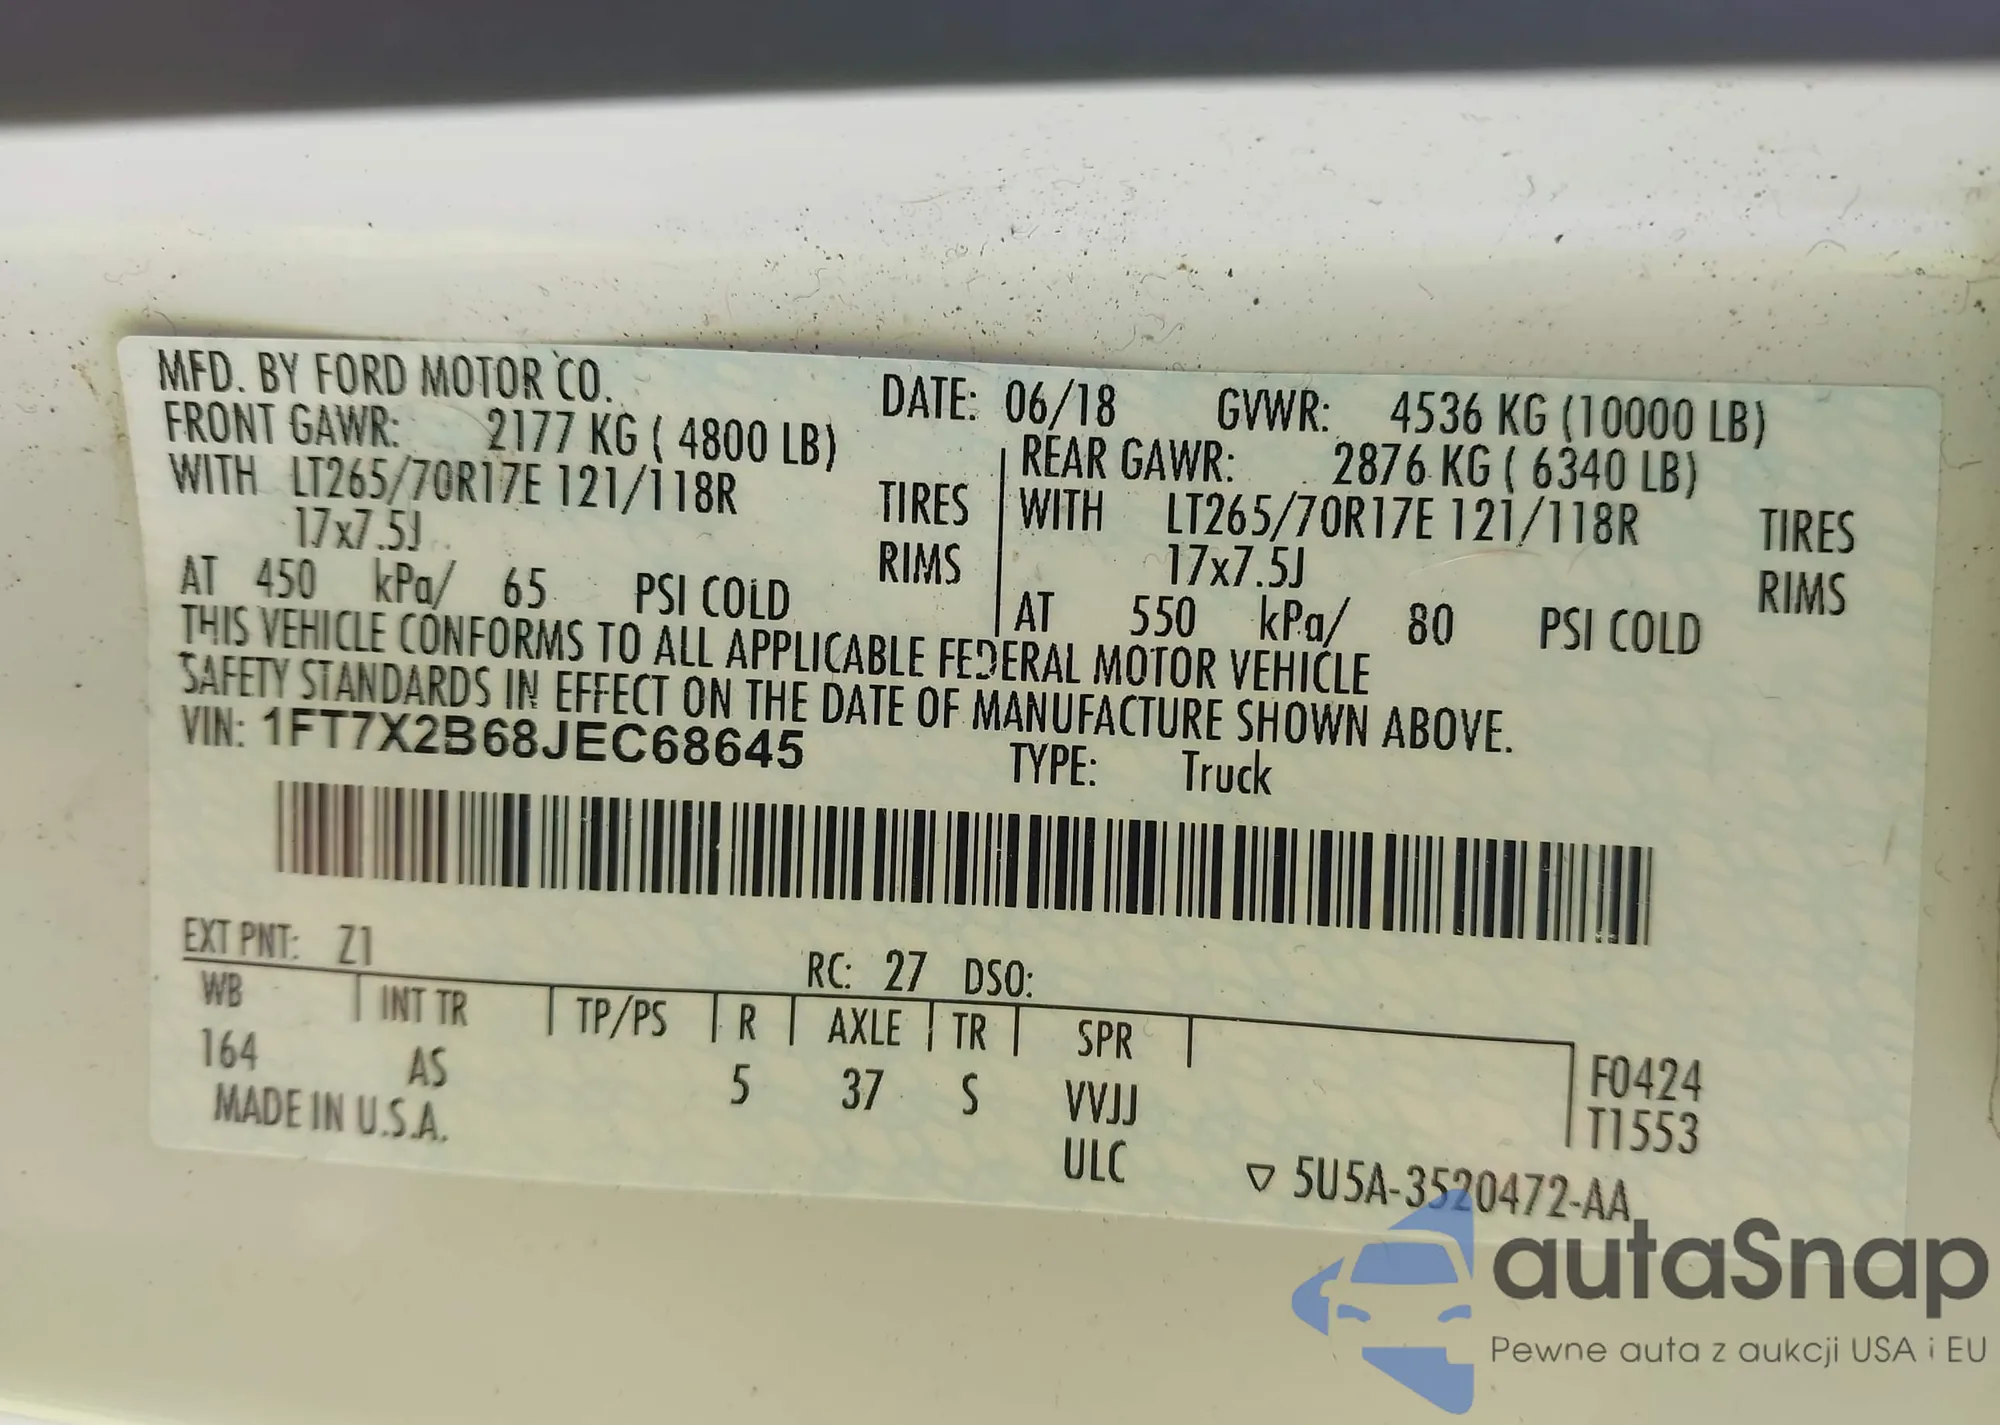 MFD. BY FORD MOTOR CO.
DATE: 06/18 GVWR: 4536 KG (10000 LB)
FRONT GAWR: 2177 KG ( 4800 LB)
REAR GAWR: 2876 KG ( 6340 LB)
WITH LT265/70R17E 121/118R TIRES
WITH LT265/70R17E 121/118R TIRES
17x7.5J RIMS
17x7.5J RIMS
AT 450 kPa/ 65 PSI COLD
AT 550 kPa/ 80 PSI COLD
THIS VEHICLE CONFORMS TO ALL APPLICABLE FEDERAL MOTOR VEHICLE
SAFETY STANDARDS IN EFFECT ON THE DATE OF MANUFACTURE SHOWN ABOVE.
VIN: 1FT7X2B68JEC68645
TYPE: Truck
EXT PNT: Z1 RC: 27 DSO:
WB INT TR TP/PS R AXLE TR SPR
164 AS 5 37 S VVJJ
F0424
T1553
MADE IN U.S.A.
ULC
5U5A-3520472-AA
autaSnap
Pewne auta z aukcji USA i EU